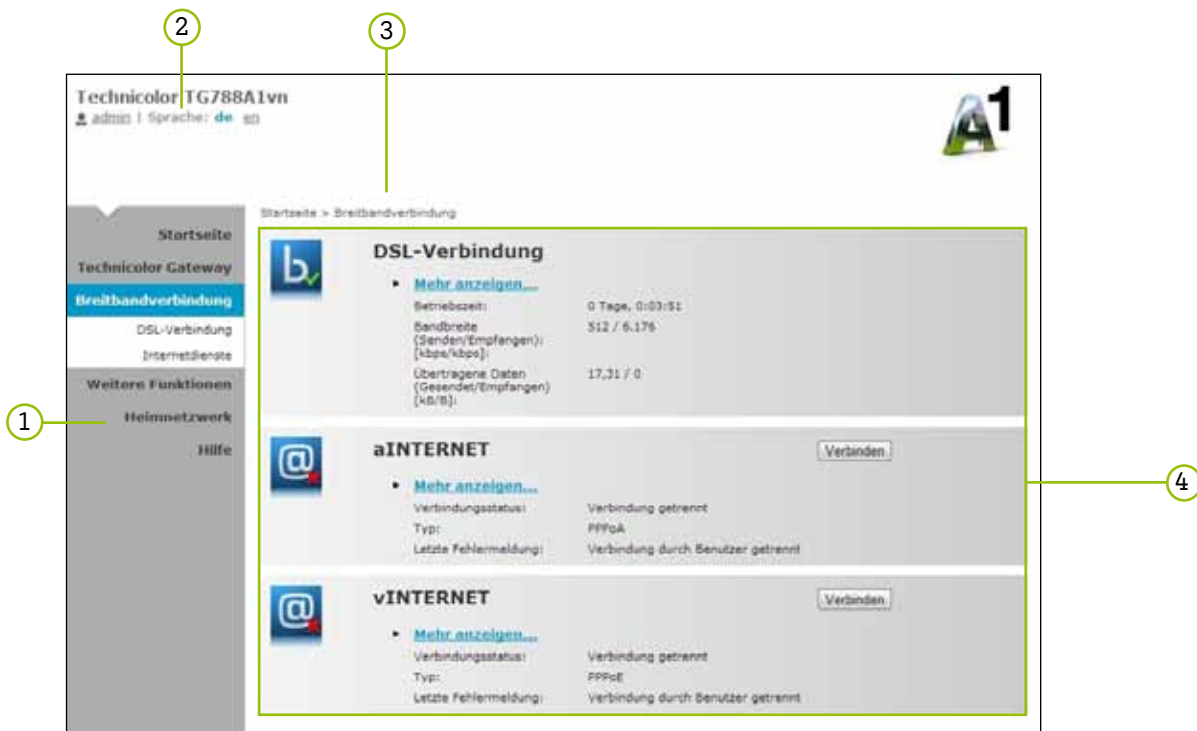 2
3
Technicolor TG788A1vn
admin | Sprache: de en
A1
Startseite > Breitbandverbindung
Startseite
Technicolor Gateway
Breitbandverbindung
DSL-Verbindung
Internetdienste
Weitere Funktionen
Heimnetzwerk
Hilfe
1
DSL-Verbindung
Mehr anzeigen...
Betriebszeit: 0 Tage, 0:03:51
Bandbreite 512 / 6.176
(Senden/Empfangen):
[kbps/kbps]:
Übertragene Daten 17,31 / 0
(Gesendet/Empfangen)
[kB/B]:
aINTERNET Verbinden
Mehr anzeigen...
Verbindungsstatus: Verbindung getrennt
Typ: PPPoA
Letzte Fehlermeldung: Verbindung durch Benutzer getrennt
4
vINTERNET Verbinden
Mehr anzeigen...
Verbindungsstatus: Verbindung getrennt
Typ: PPPoE
Letzte Fehlermeldung: Verbindung durch Benutzer getrennt